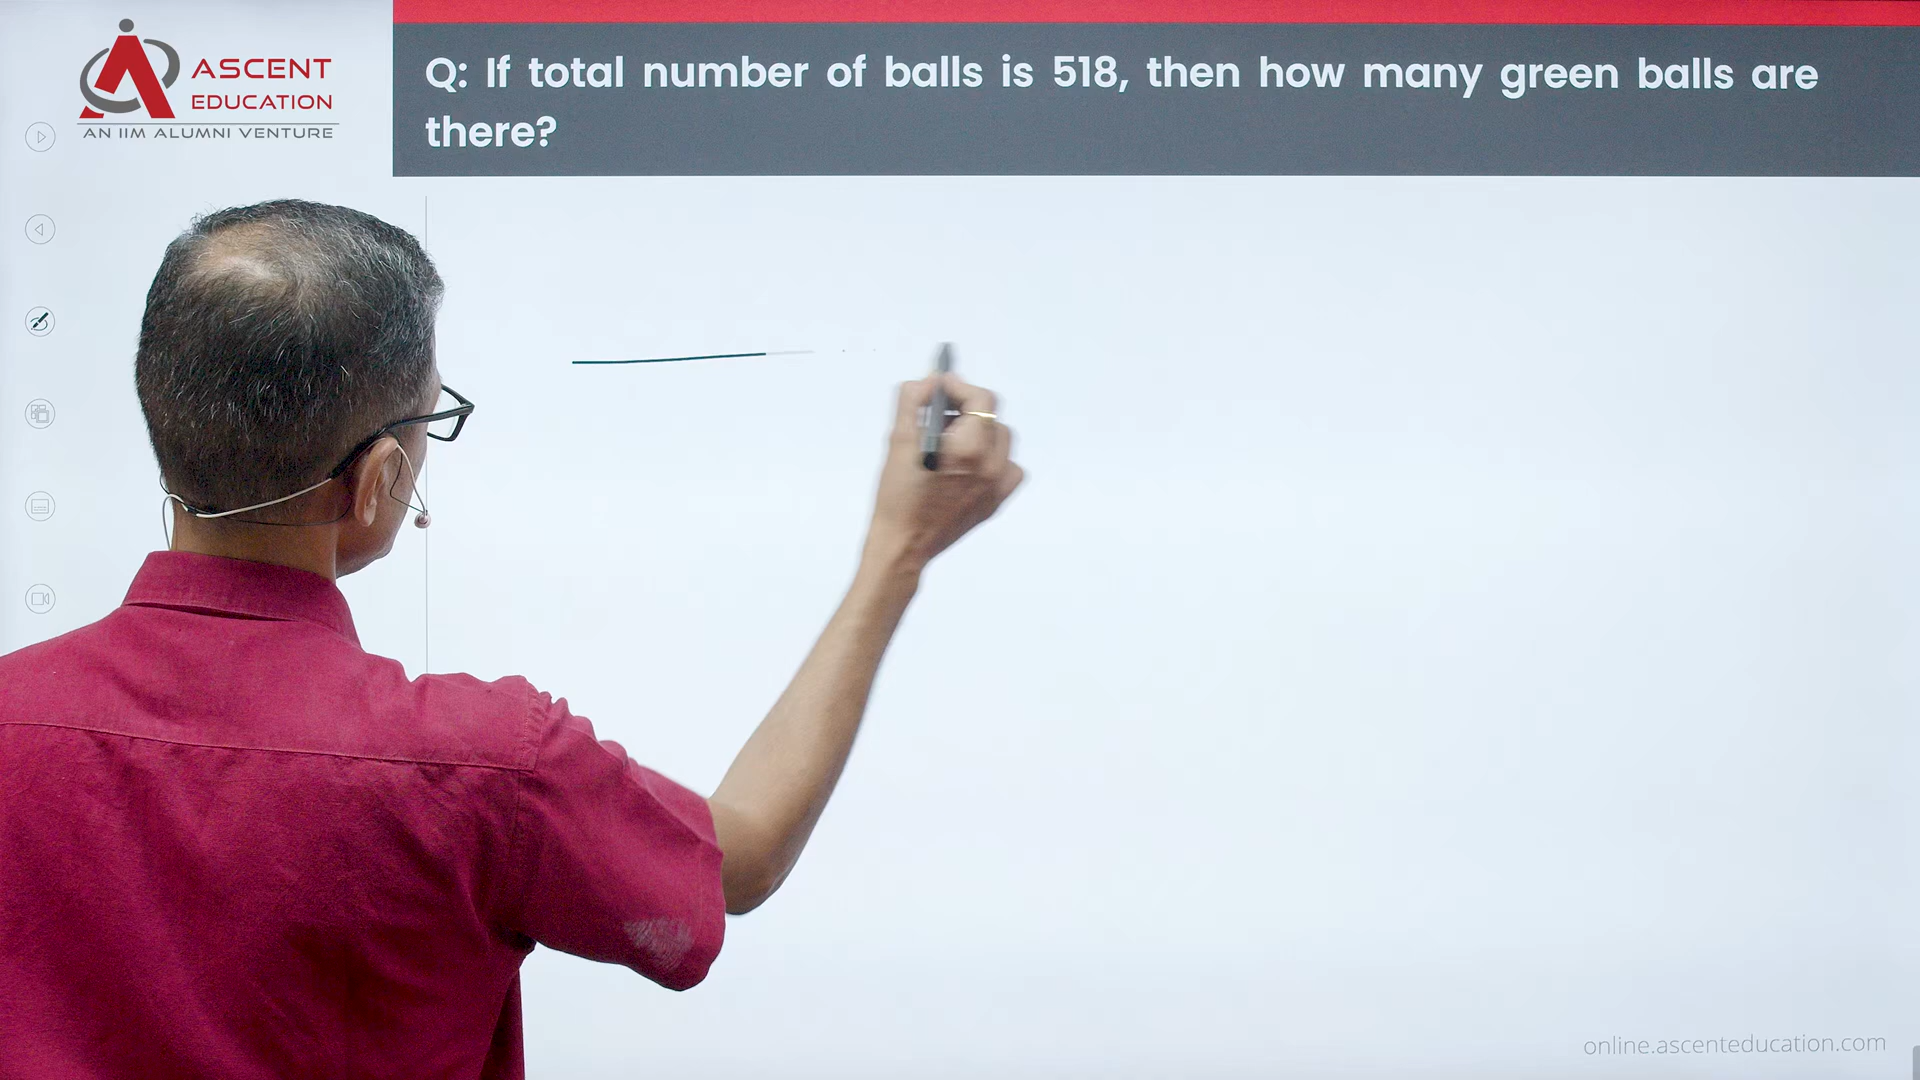 ASCENT
EDUCATION
AN IIM ALUMNI VENTURE
Q: If total number of balls is 518, then how many green balls are
there?
online.ascenteducation.com